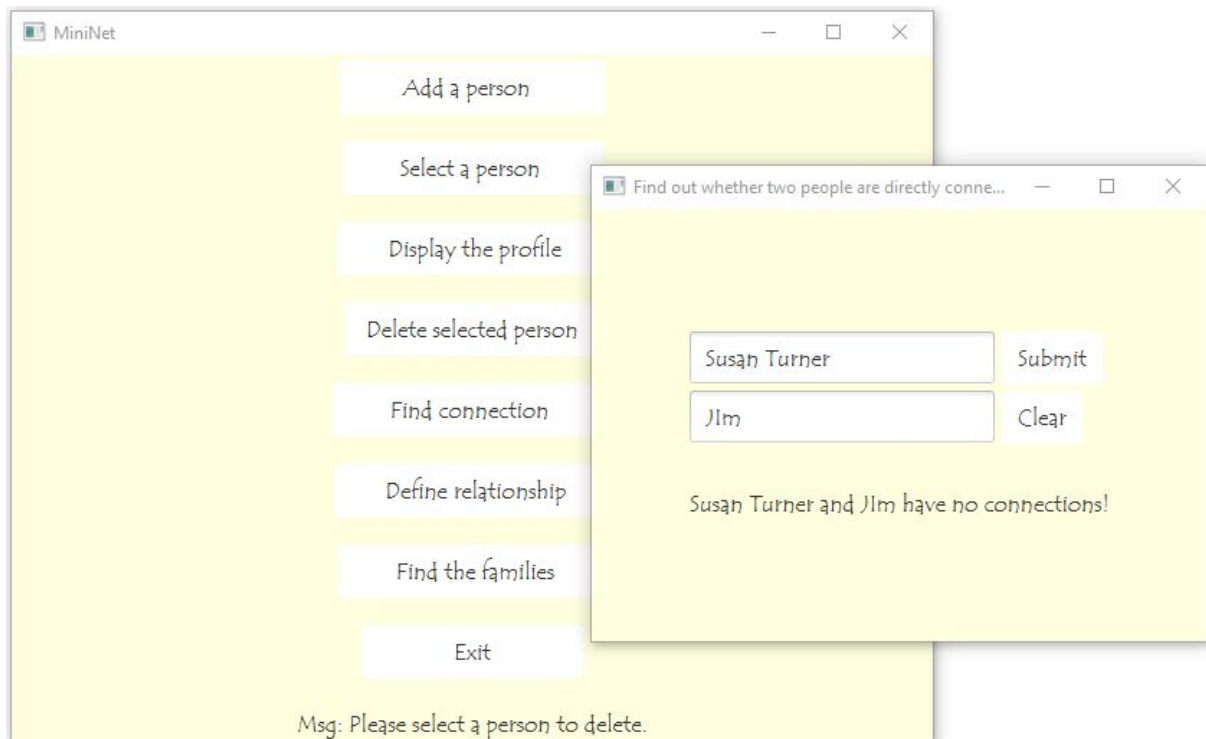 MiniNet
Add a person
Select a person
Display the profile
Delete selected person
Find connection
Define relationship
Find the families
Exit
Msg: Please select a person to delete.
Find out whether two people are directly conne...
Susan Turner
Submit
JIm
Clear
Susan Turner and JIm have no connections!